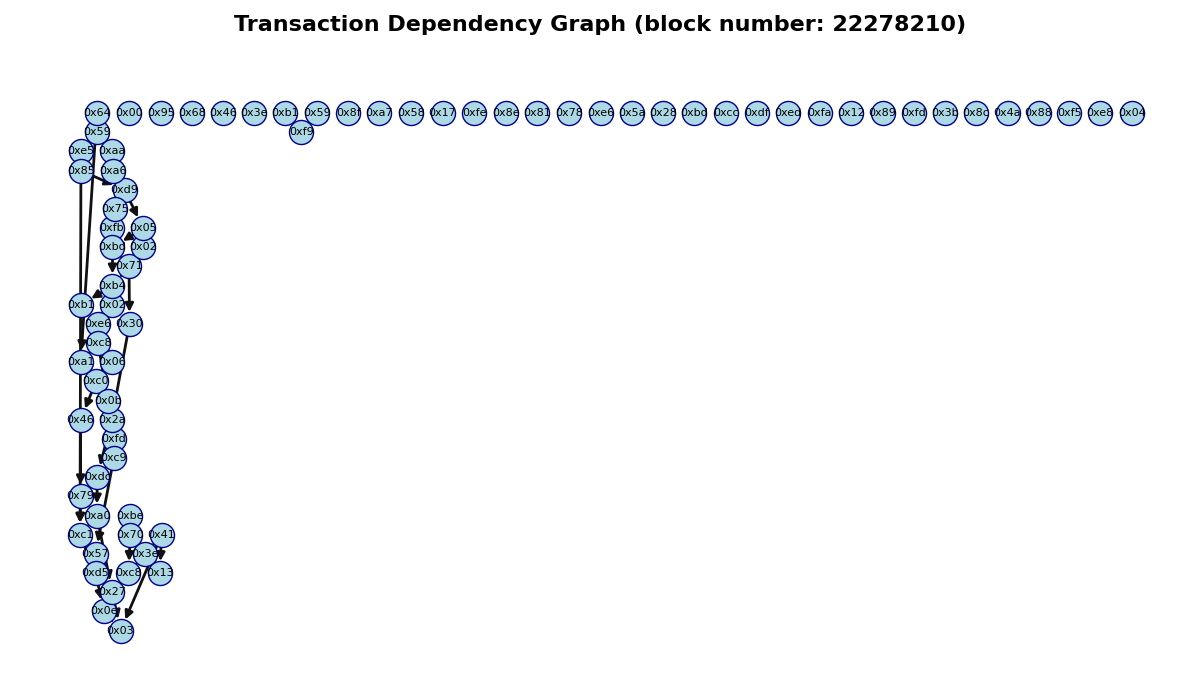 Transaction Dependency Graph (block number: 22278210)
0x64 0x00 0x95 0x68 0x46 0x3e 0xb1 0x59 0x8f 0xa7 0x58 0x17 0xfe 0x8e 0x81 0x78 0xe6 0x5a 0x28 0xbd 0xcc 0xdf 0xed 0xfa 0x12 0x89 0xfd 0x3b 0x8c 0x4a 0x88 0xf5 0xe8 0x04
0x59 0xf9
0xe5 0xaa
0x85 0xa6
0xd9
0x75
0xfb 0x05
0xbd 0x02
0x71
0xb4
0xb1 0x02
0xe6 0x30
0xc8
0xa1 0x06
0xc0
0x0b
0x46 0x2a
0xfd
0xc9
0xdd
0x79
0xa0 0xbe
0xc1 0x70 0x41
0x57 0x3e
0xd5 0xc8 0x13
0x27
0x0e
0x03